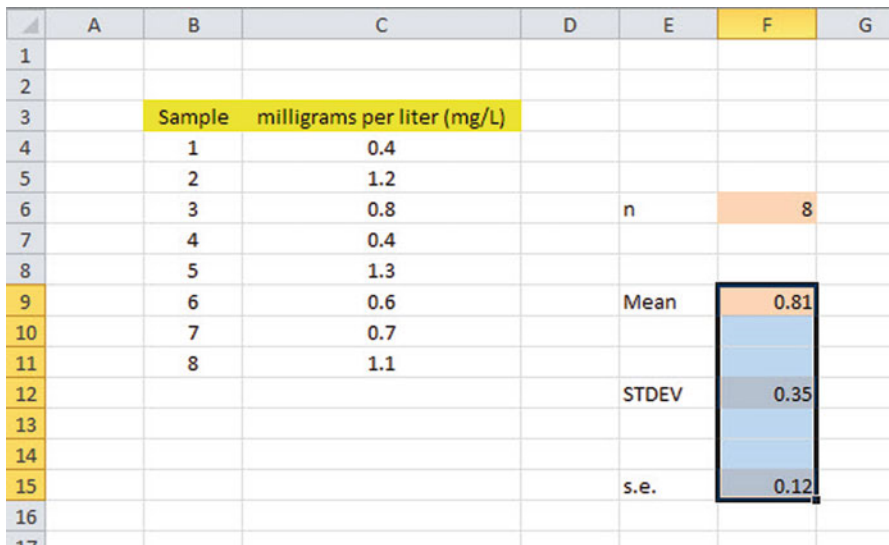 A B C D E F G
1
2
3 Sample milligrams per liter (mg/L)
4 1 0.4
5 2 1.2
6 3 0.8 n 8
7 4 0.4
8 5 1.3
9 6 0.6 Mean 0.81
10 7 0.7
11 8 1.1
12 STDEV 0.35
13
14
15 s.e. 0.12
16
17